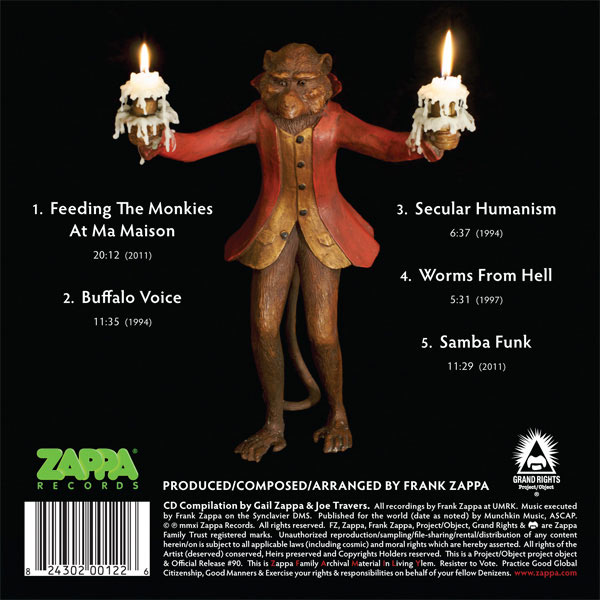 1. Feeding The Monkies
At Ma Maison
20:12 (2011)
2. Buffalo Voice
11:35 (1994)
3. Secular Humanism
6:37 (1994)
4. Worms From Hell
5:31 (1997)
5. Samba Funk
11:29 (2011)
ZAPPA®
RECORDS
PRODUCED/COMPOSED/ARRANGED BY FRANK ZAPPA
GRAND RIGHTS
Project/Object
®
CD Compilation by Gail Zappa & Joe Travers. All recordings by Frank Zappa at UMRK. Music executed
by Frank Zappa on the Synclavier DMS. Published for the world (date as noted) by Munchkin Music, ASCAP.
© ℗ mmxi Zappa Records. All rights reserved. FZ, Zappa, Frank Zappa, Project/Object, Grand Rights & are Zappa
Family Trust registered marks. Unauthorized reproduction/sampling/file-sharing/rental/distribution of any content
herein/on is subject to all applicable laws (including cosmic) and moral rights which are hereby asserted. All rights of the
Artist (deserved) conserved, Heirs preserved and Copyrights Holders reserved. This is a Project/Object project object
& Official Release #90. This is Zappa Family Archival Material In Living Ylem. Resister to Vote. Practice Good Global
Citizenship, Good Manners & Exercise your rights & responsibilities on behalf of your fellow Denizens. www.zappa.com
8 24302 00122 6